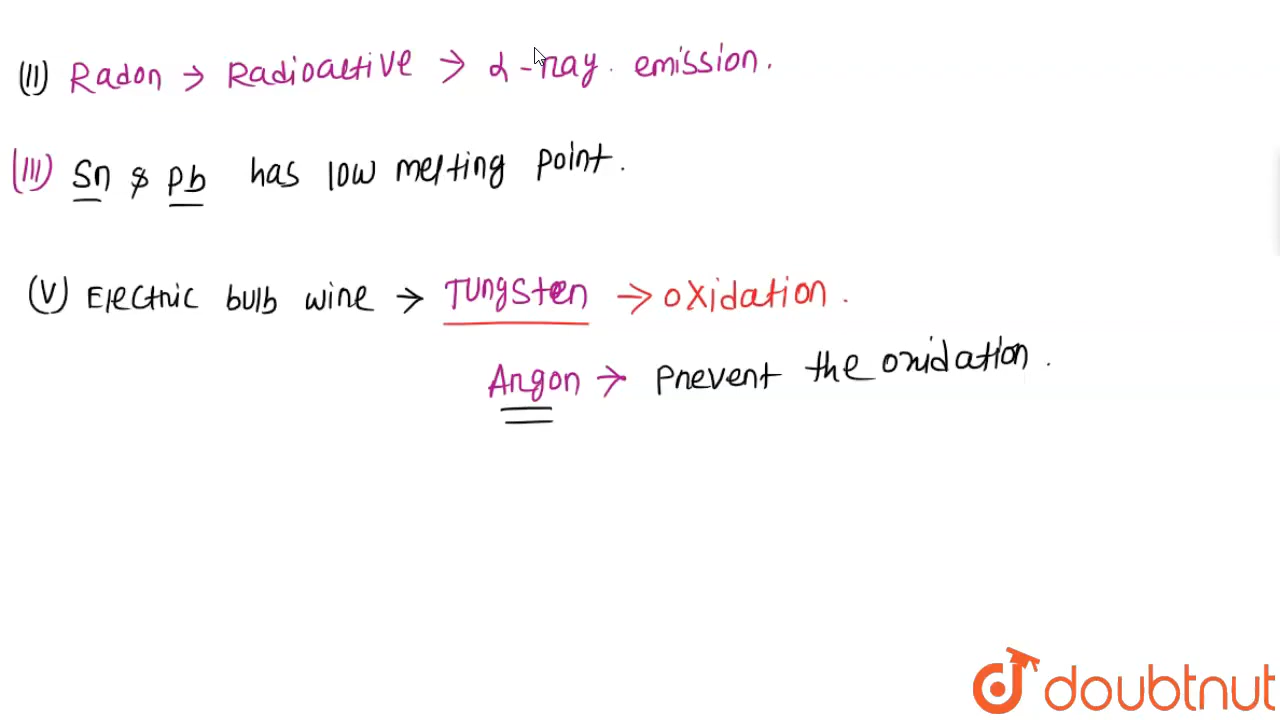 (II) Radon → Radioactive → α-ray emission.
(III) Sn & Pb has low melting point.
(V) Electric bulb wire → Tungsten → oxidation.
Argon → Prevent the oxidation.
doubtnut